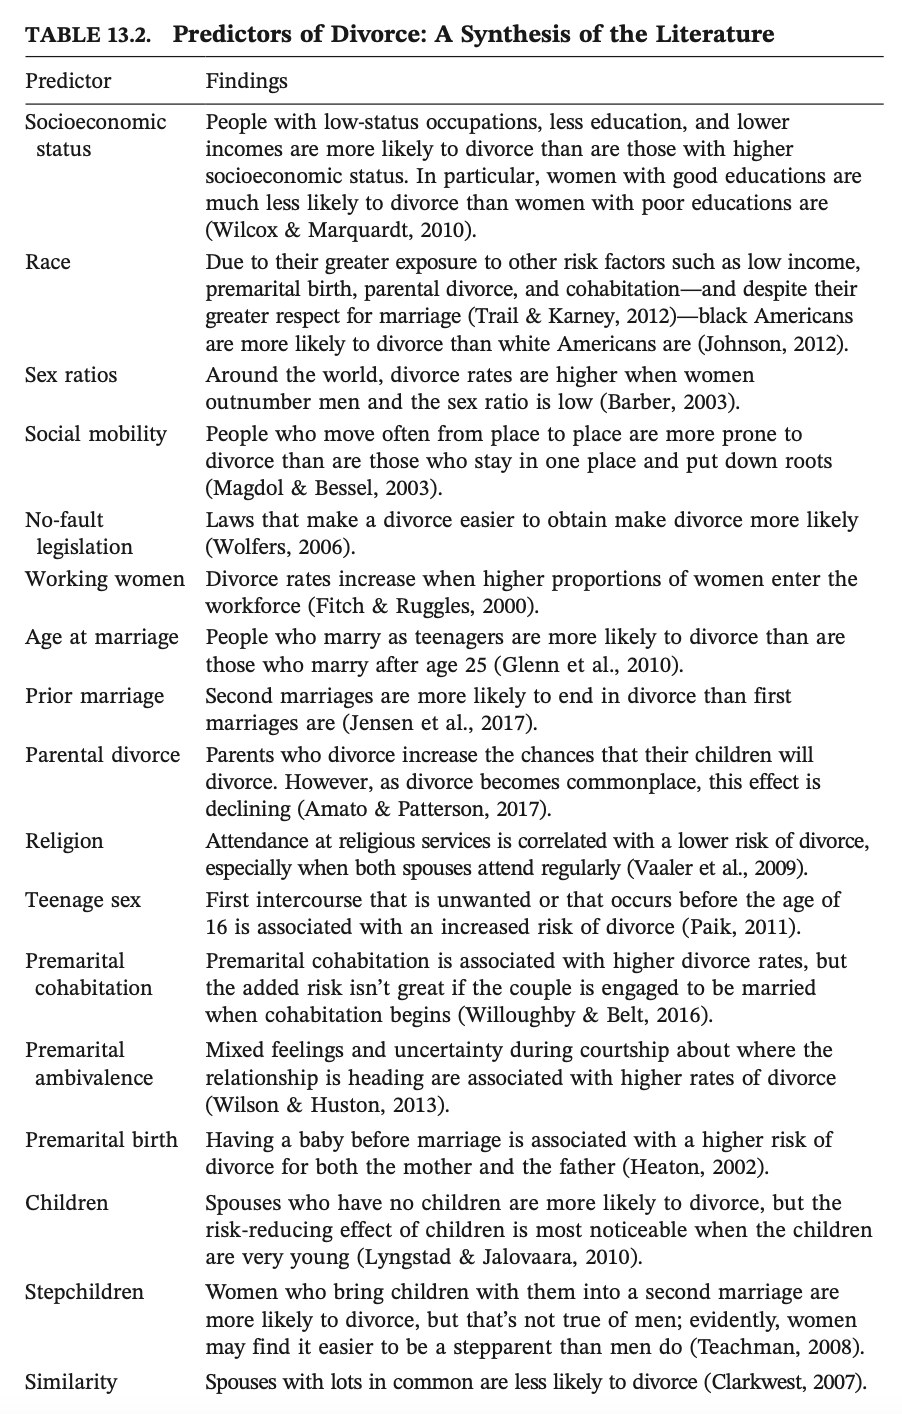 TABLE 13.2. Predictors of Divorce: A Synthesis of the Literature
Predictor Findings
Socioeconomic People with low-status occupations, less education, and lower
status incomes are more likely to divorce than are those with higher
socioeconomic status. In particular, women with good educations are
much less likely to divorce than women with poor educations are
(Wilcox & Marquardt, 2010).
Race Due to their greater exposure to other risk factors such as low income,
premarital birth, parental divorce, and cohabitation—and despite their
greater respect for marriage (Trail & Karney, 2012)—black Americans
are more likely to divorce than white Americans are (Johnson, 2012).
Sex ratios Around the world, divorce rates are higher when women
outnumber men and the sex ratio is low (Barber, 2003).
Social mobility People who move often from place to place are more prone to
divorce than are those who stay in one place and put down roots
(Magdol & Bessel, 2003).
No-fault Laws that make a divorce easier to obtain make divorce more likely
legislation (Wolfers, 2006).
Working women Divorce rates increase when higher proportions of women enter the
workforce (Fitch & Ruggles, 2000).
Age at marriage People who marry as teenagers are more likely to divorce than are
those who marry after age 25 (Glenn et al., 2010).
Prior marriage Second marriages are more likely to end in divorce than first
marriages are (Jensen et al., 2017).
Parental divorce Parents who divorce increase the chances that their children will
divorce. However, as divorce becomes commonplace, this effect is
declining (Amato & Patterson, 2017).
Religion Attendance at religious services is correlated with a lower risk of divorce,
especially when both spouses attend regularly (Vaaler et al., 2009).
Teenage sex First intercourse that is unwanted or that occurs before the age of
16 is associated with an increased risk of divorce (Paik, 2011).
Premarital Premarital cohabitation is associated with higher divorce rates, but
cohabitation the added risk isn’t great if the couple is engaged to be married
when cohabitation begins (Willoughby & Belt, 2016).
Premarital Mixed feelings and uncertainty during courtship about where the
ambivalence relationship is heading are associated with higher rates of divorce
(Wilson & Huston, 2013).
Premarital birth Having a baby before marriage is associated with a higher risk of
divorce for both the mother and the father (Heaton, 2002).
Children Spouses who have no children are more likely to divorce, but the
risk-reducing effect of children is most noticeable when the children
are very young (Lyngstad & Jalovaara, 2010).
Stepchildren Women who bring children with them into a second marriage are
more likely to divorce, but that’s not true of men; evidently, women
may find it easier to be a stepparent than men do (Teachman, 2008).
Similarity Spouses with lots in common are less likely to divorce (Clarkwest, 2007).